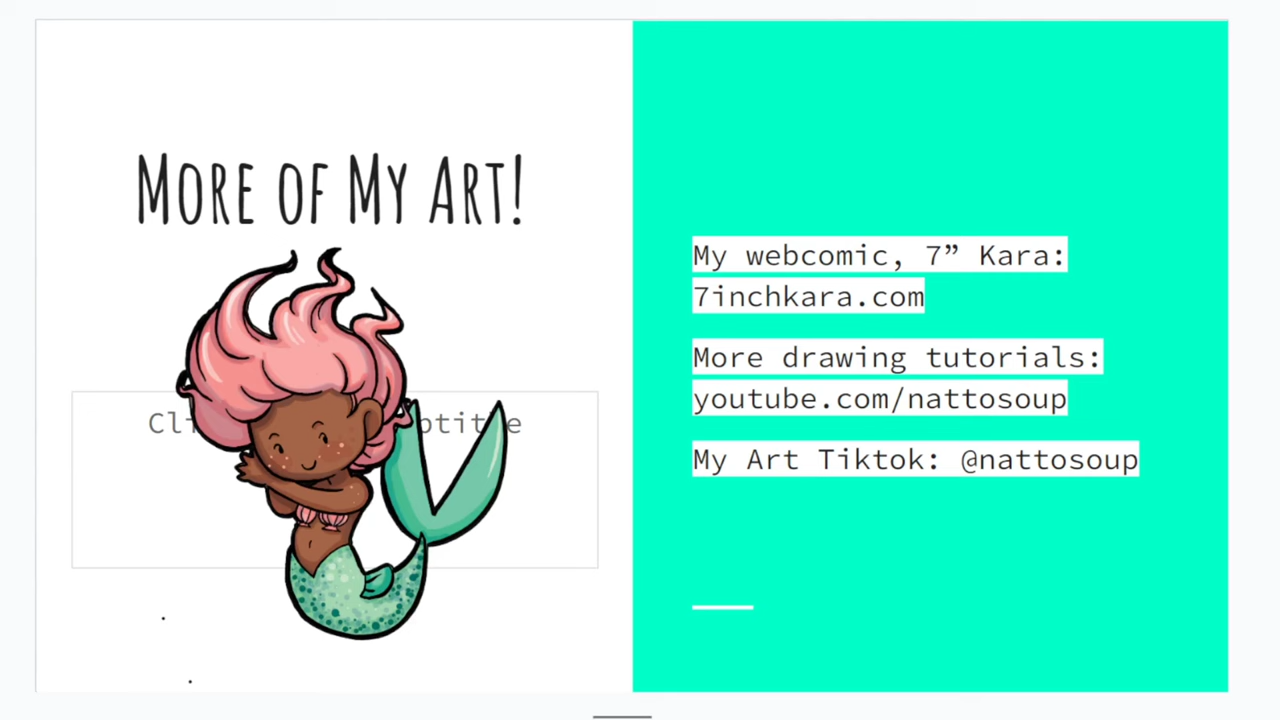 More of My Art!
My webcomic, 7” Kara:
7inchkara.com
More drawing tutorials:
youtube.com/nattosoup
My Art Tiktok: @nattosoup